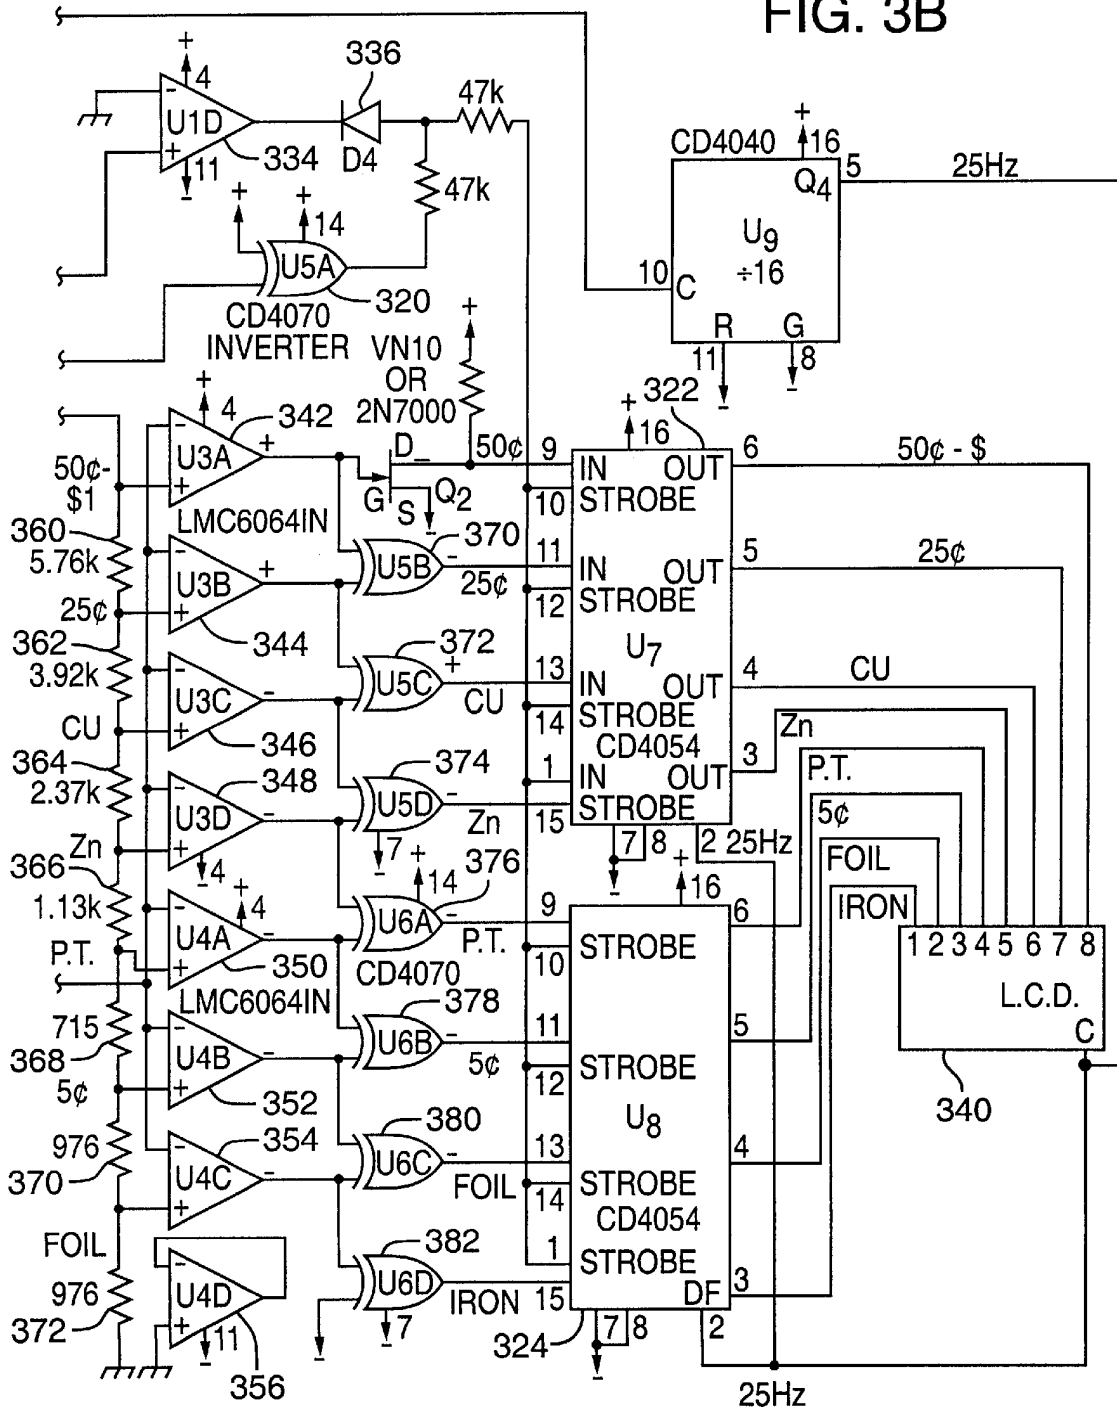 FIG. 3B
+
4
-
U1D
+
11
-
334
336
D4
47k
47k
+
+
14
U5A
320
CD4070
INVERTER
CD4040
+
16
5
25Hz
Q4
U9
÷16
10
C
R
G
11
8
-
-
VN10
OR
2N7000
+
+
4
342
-
U3A
+
+
50¢-
$1
D_
G
S
Q2
-
50¢
9
LMC6064IN
360
5.76k
-
U3B
+
+
344
25¢
370
U5B
-
25¢
11
362
3.92k
-
U3C
-
+
346
CU
372
U5C
+
CU
13
364
2.37k
348
-
U3D
-
+
-
4
Zn
374
U5D
-
Zn
7
-
366
1.13k
+
4
-
U4A
-
+
350
P.T.
+
14
376
U6A
-
P.T.
CD4070
LMC6064IN
715
368
-
U4B
-
+
352
5¢
378
U6B
-
5¢
976
370
354
-
U4C
-
+
FOIL
380
U6C
-
FOIL
976
372
-
U4D
+
11
-
356
382
U6D
IRON
-
7
-
+
16
322
IN
OUT
6
50¢ - $
10
STROBE
IN
OUT
5
25¢
12
STROBE
U7
IN
OUT
4
CU
14
STROBE
CD4054
1
IN
OUT
3
Zn
15
STROBE
7
8
-
2
25Hz
+
16
9
6
P.T.
10
STROBE
11
5
5¢
12
STROBE
U8
13
4
FOIL
14
STROBE
CD4054
1
STROBE
15
DF
3
IRON
324
7
8
-
2
25Hz
1 2 3 4 5 6 7 8
L.C.D.
C
340